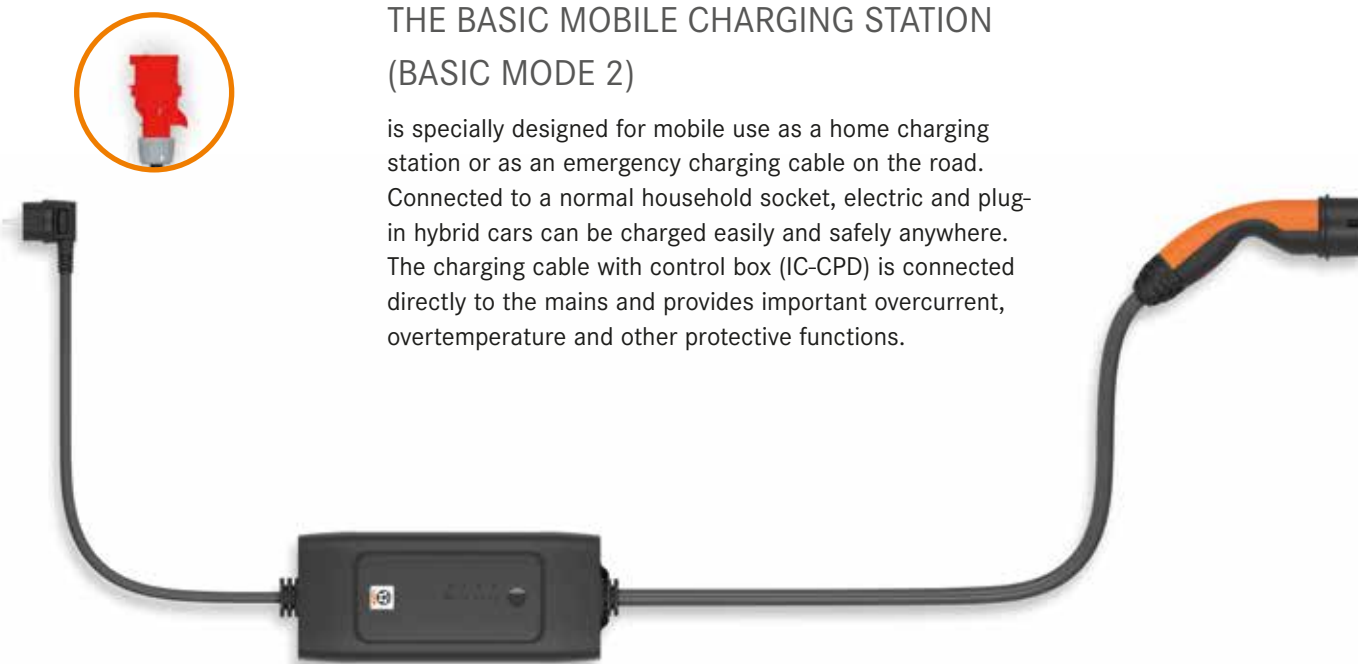 THE BASIC MOBILE CHARGING STATION
(BASIC MODE 2)
is specially designed for mobile use as a home charging
station or as an emergency charging cable on the road.
Connected to a normal household socket, electric and plug-
in hybrid cars can be charged easily and safely anywhere.
The charging cable with control box (IC-CPD) is connected
directly to the mains and provides important overcurrent,
overtemperature and other protective functions.